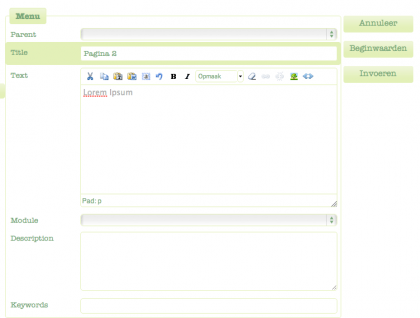 Menu
Annuleer
Parent
Beginwaarden
Title
Pagina 2
Invoeren
Text
B I Opmaak
Lorem Ipsum
Pad: p
Module
Description
Keywords